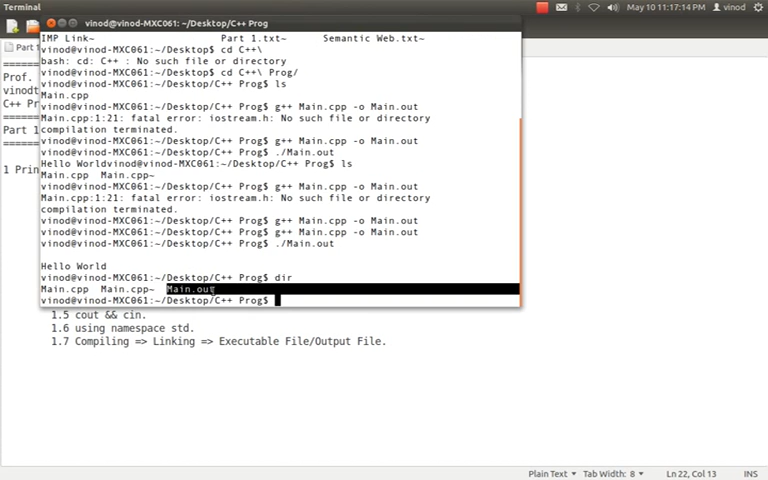 Terminal
May 10 11:17:14 PM
vinod
vinod@vinod-MXC061: ~/Desktop/C++ Prog
IMP Link~ Part 1.txt~ Semantic Web.txt~
vinod@vinod-MXC061:~/Desktop$ cd C++\
bash: cd: C++ : No such file or directory
vinod@vinod-MXC061:~/Desktop$ cd C++\ Prog/
vinod@vinod-MXC061:~/Desktop/C++ Prog$ ls
Main.cpp
vinod@vinod-MXC061:~/Desktop/C++ Prog$ g++ Main.cpp -o Main.out
Main.cpp:1:21: fatal error: iostream.h: No such file or directory
compilation terminated.
vinod@vinod-MXC061:~/Desktop/C++ Prog$ g++ Main.cpp -o Main.out
vinod@vinod-MXC061:~/Desktop/C++ Prog$ ./Main.out
Hello Worldvinod@vinod-MXC061:~/Desktop/C++ Prog$ ls
Main.cpp Main.cpp~
vinod@vinod-MXC061:~/Desktop/C++ Prog$ g++ Main.cpp -o Main.out
Main.cpp:1:21: fatal error: iostream.h: No such file or directory
compilation terminated.
vinod@vinod-MXC061:~/Desktop/C++ Prog$ g++ Main.cpp -o Main.out
vinod@vinod-MXC061:~/Desktop/C++ Prog$ g++ Main.cpp -o Main.out
vinod@vinod-MXC061:~/Desktop/C++ Prog$ ./Main.out
Hello World
vinod@vinod-MXC061:~/Desktop/C++ Prog$ dir
Main.cpp Main.cpp~ Main.out
vinod@vinod-MXC061:~/Desktop/C++ Prog$
Part 1
=====
Prof.
vinodt
C++ Pr
=====
Part 1
=====
1 Prin
1.5 cout && cin.
1.6 using namespace std.
1.7 Compiling => Linking => Executable File/Output File.
Plain Text Tab Width: 8 Ln 22, Col 13 INS